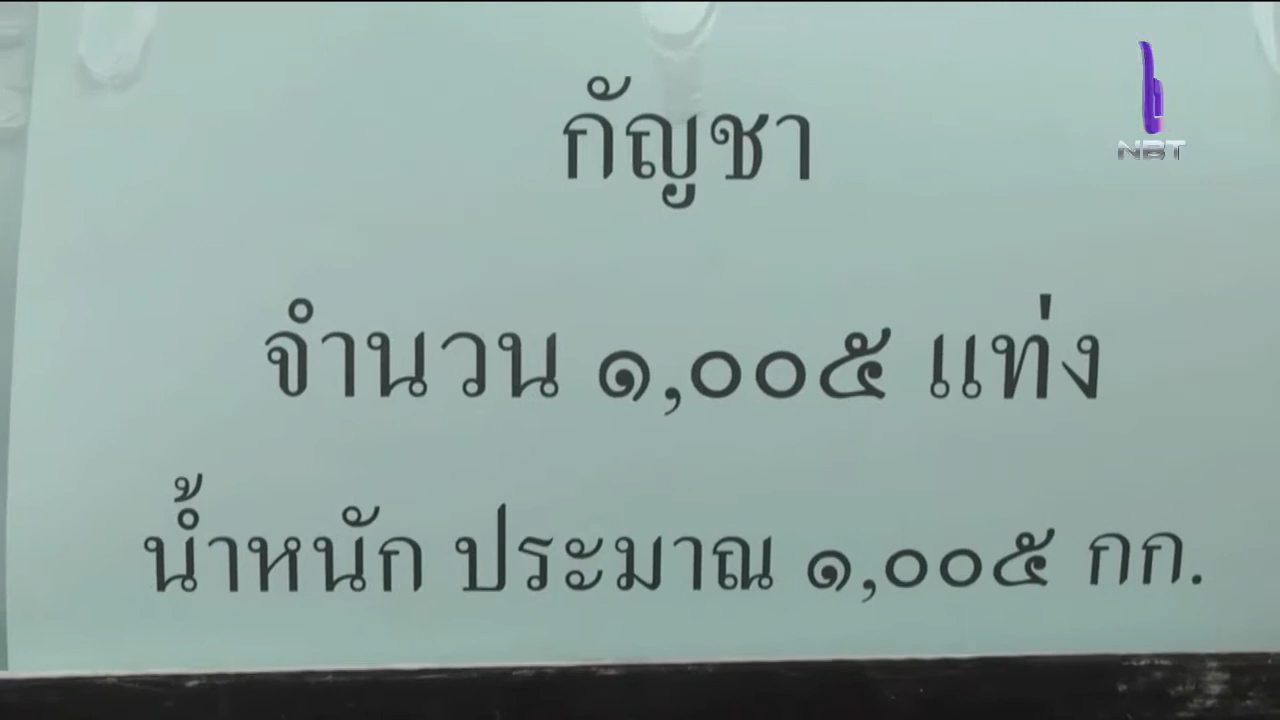 กัญชา
NBT
จำนวน ๑,๐๐๕ แท่ง
น้ำหนัก ประมาณ ๑,๐๐๕ กก.